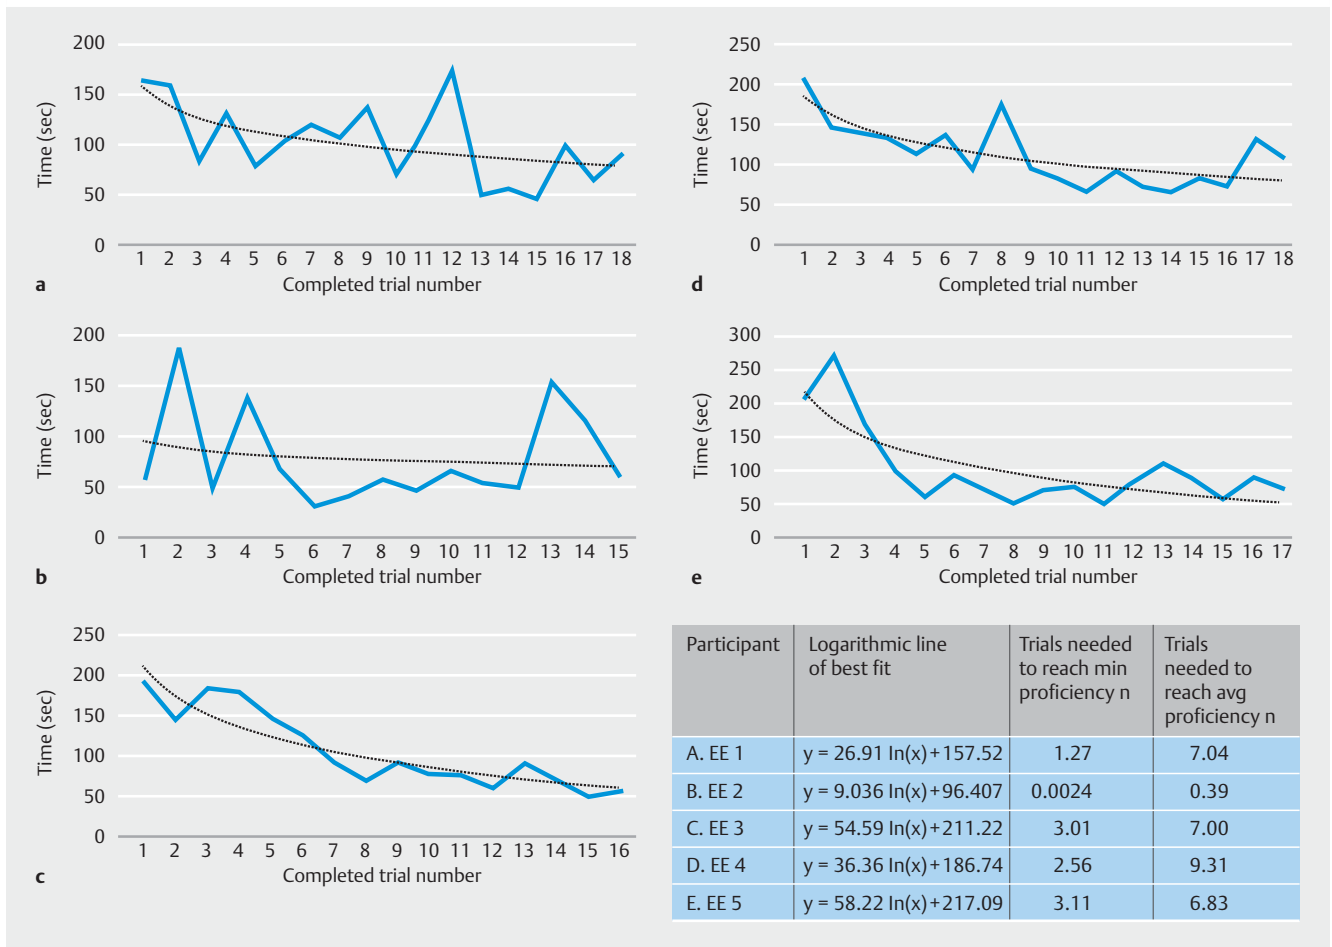 200
150
100
50
0
Time (sec)
1 2 3 4 5 6 7 8 9 10 11 12 13 14 15 16 17 18
Completed trial number
a
200
150
100
50
0
Time (sec)
1 2 3 4 5 6 7 8 9 10 11 12 13 14 15
Completed trial number
b
250
200
150
100
50
0
Time (sec)
1 2 3 4 5 6 7 8 9 10 11 12 13 14 15 16
Completed trial number
c
250
200
150
100
50
0
Time (sec)
1 2 3 4 5 6 7 8 9 10 11 12 13 14 15 16 17 18
Completed trial number
d
300
250
200
150
100
50
0
Time (sec)
1 2 3 4 5 6 7 8 9 10 11 12 13 14 15 16 17
Completed trial number
e
Participant
Logarithmic line
of best fit
Trials needed
to reach min
proficiency n
Trials
needed to
reach avg
proficiency n
A. EE 1 y = 26.91 In(x)+157.52 1.27 7.04
B. EE 2 y = 9.036 In(x)+96.407 0.0024 0.39
C. EE 3 y = 54.59 In(x)+211.22 3.01 7.00
D. EE 4 y = 36.36 In(x)+186.74 2.56 9.31
E. EE 5 y = 58.22 In(x)+217.09 3.11 6.83